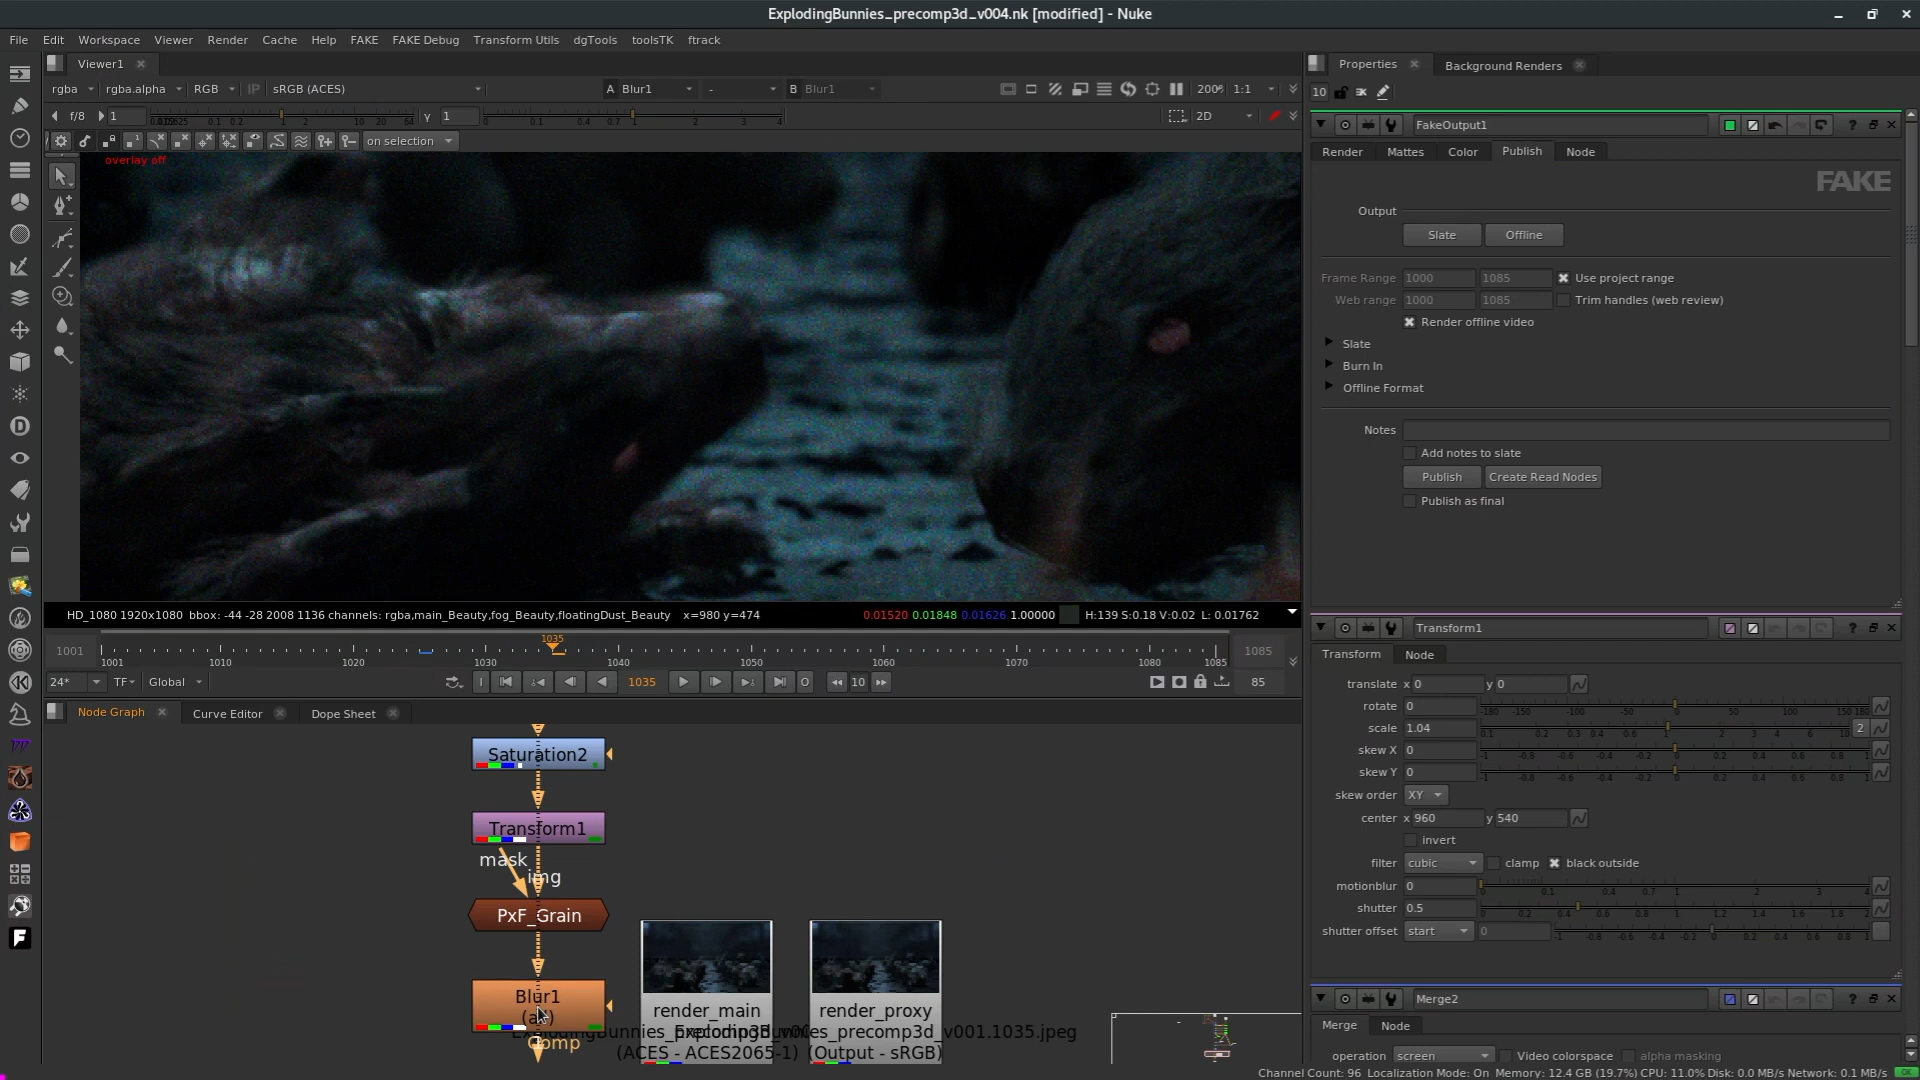 ExplodingBunnies_precomp3d_v004.nk [modified] - Nuke
File Edit Workspace Viewer Render Cache Help FAKE FAKE Debug Transform Utils dgTools toolsTK ftrack
Viewer1
rgba rgba.alpha RGB IP sRGB (ACES) A Blur1 - B Blur1 200% 1:1
f/8 1 Y 1 2D
on selection
overlay off
HD_1080 1920x1080 bbox: -44 -28 2008 1136 channels: rgba,main_Beauty,fog_Beauty,floatingDust_Beauty x=980 y=474 0.01520 0.01848 0.01626 1.00000 H:139 S:0.18 V:0.02 L: 0.01762
1035
1001 1085
1001 1010 1020 1030 1040 1050 1060 1070 1080 1085
24* TF Global I 1035 O 10 85
Node Graph Curve Editor Dope Sheet
Saturation2
Transform1
mask
img
PxF_Grain
Blur1
(all)
Comp
render_main render_proxy
(ACES - ACES2065-1) (Output - sRGB)
Properties Background Renders
10
FakeOutput1
Render Mattes Color Publish Node
FAKE
Output
Slate Offline
Frame Range 1000 1085 Use project range
Web range 1000 1085 Trim handles (web review)
Render offline video
Slate
Burn In
Offline Format
Notes
Add notes to slate
Publish Create Read Nodes
Publish as final
Transform1
Transform Node
translate x 0 y 0
rotate 0
scale 1.04 2
skew X 0
skew Y 0
skew order XY
center x 960 y 540
invert
filter cubic clamp black outside
motionblur 0
shutter 0.5
shutter offset start 0
Merge2
Merge Node
operation screen Video colorspace alpha masking
Channel Count: 96 Localization Mode: On Memory: 12.4 GB (19.7%) CPU: 11.0% Disk: 0.0 MB/s Network: 0.1 MB/s